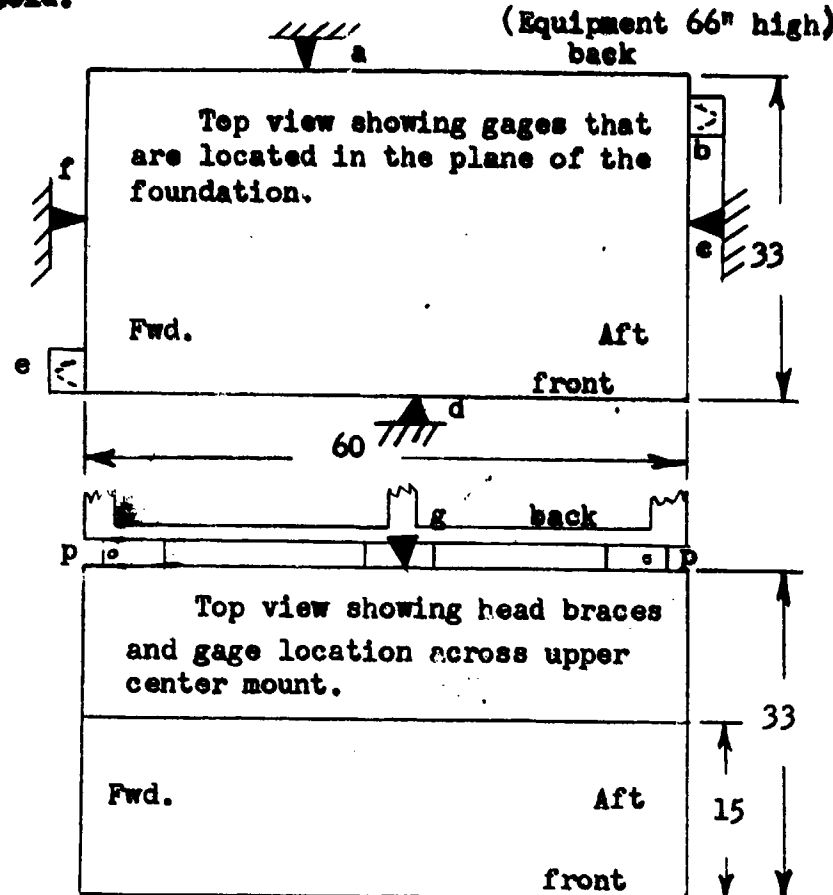 (Equipment 66" high)
back
a
Top view showing gages that
are located in the plane of the
foundation.
b
f
c
33
Fwd.
Aft
e
front
d
60
g
back
p
p
Top view showing head braces
and gage location across upper
center mount.
33
Fwd.
Aft
15
front